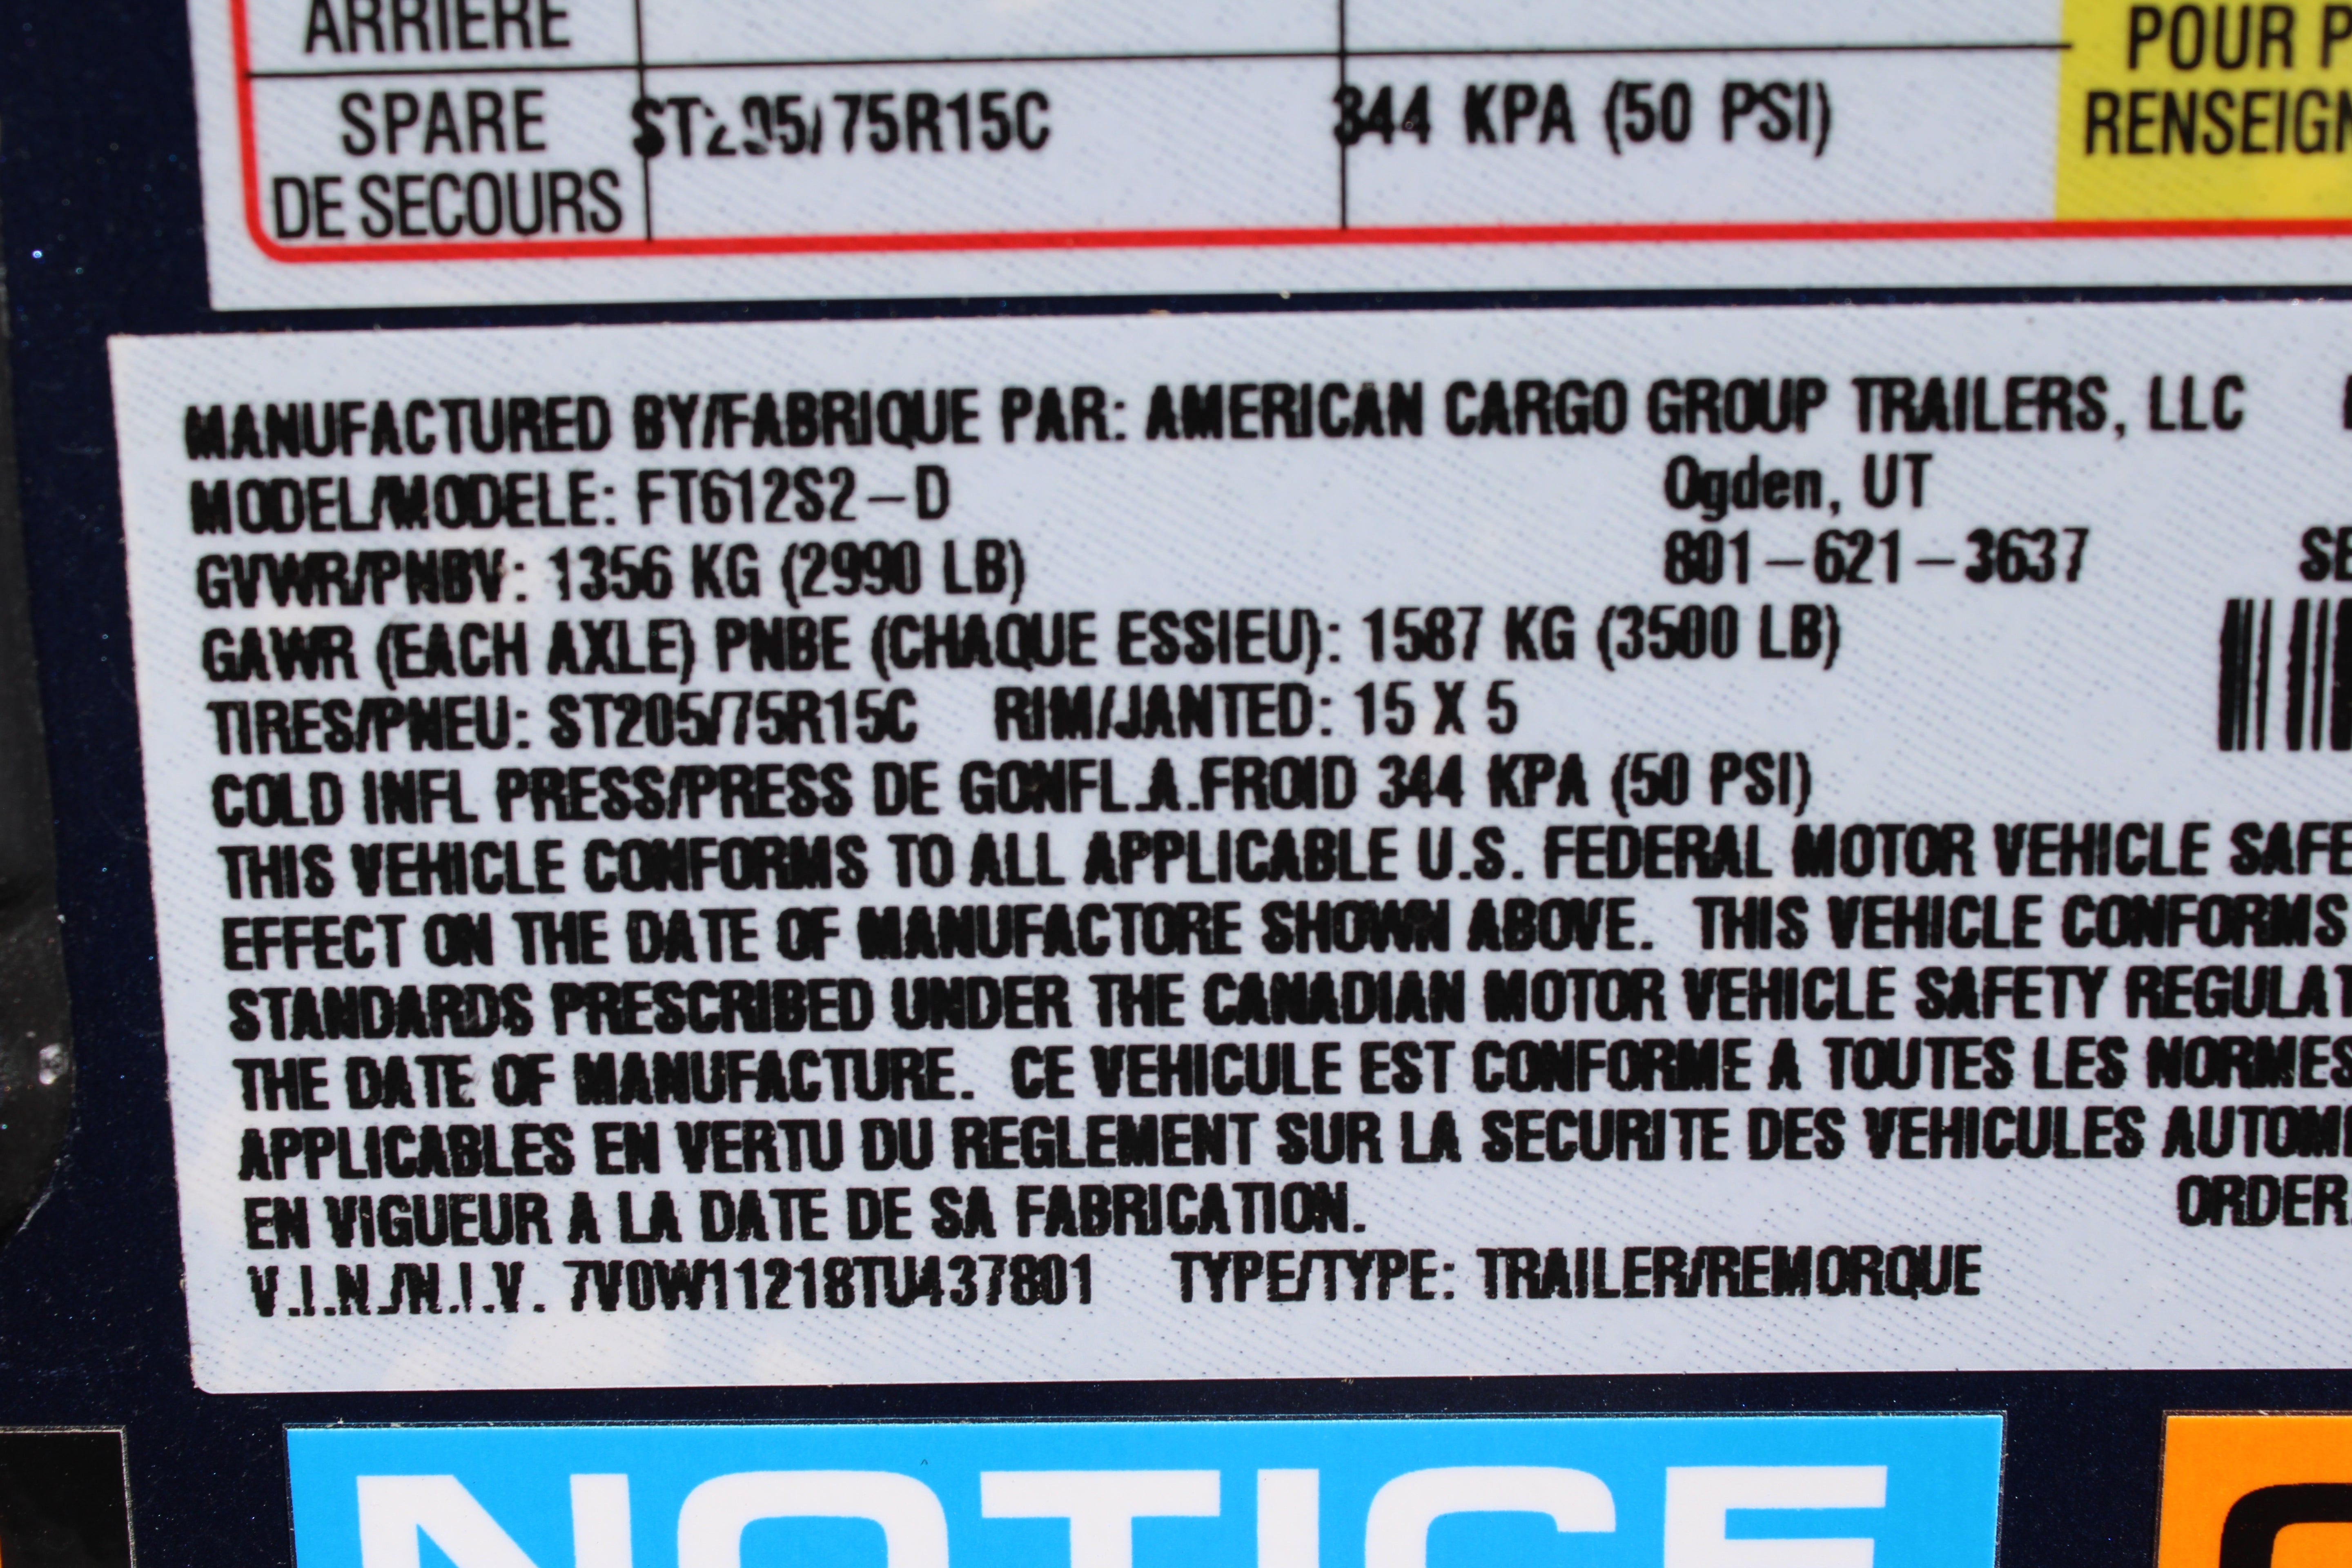 ARRIERE
SPARE ST205/75R15C 344 KPA (50 PSI)
DE SECOURS
POUR P
RENSEIGN
MANUFACTURED BY/FABRIQUE PAR: AMERICAN CARGO GROUP TRAILERS, LLC
MODEL/MODELE: FT612S2-D Ogden, UT
GVWR/PNBV: 1356 KG (2990 LB) 801-621-3637 SE
GAWR (EACH AXLE) PNBE (CHAQUE ESSIEU): 1587 KG (3500 LB)
TIRES/PNEU: ST205/75R15C RIM/JANTED: 15 X 5
COLD INFL PRESS/PRESS DE GONFL.A.FROID 344 KPA (50 PSI)
THIS VEHICLE CONFORMS TO ALL APPLICABLE U.S. FEDERAL MOTOR VEHICLE SAFE
EFFECT ON THE DATE OF MANUFACTORE SHOWN ABOVE. THIS VEHICLE CONFORMS
STANDARDS PRESCRIBED UNDER THE CANADIAN MOTOR VEHICLE SAFETY REGULAT
THE DATE OF MANUFACTURE. CE VEHICULE EST CONFORME A TOUTES LES NORMES
APPLICABLES EN VERTU DU REGLEMENT SUR LA SECURITE DES VEHICULES AUTOM
EN VIGUEUR A LA DATE DE SA FABRICATION. ORDER
V.I.N./N.I.V. 7V0W11218TU437801 TYPE/TYPE: TRAILER/REMORQUE
NOTICE